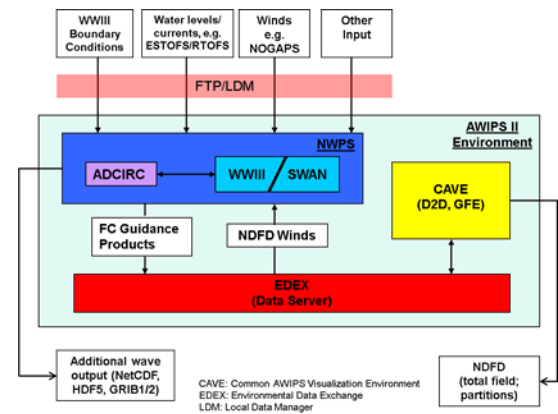 WWIII
Boundary
Conditions
Water levels/
currents, e.g.
ESTOFS/RTOFS
Winds
e.g.
NOGAPS
Other
Input
FTP/LDM
AWIPS II
Environment
NWPS
ADCIRC
WWIII
SWAN
CAVE
(D2D, GFE)
FC Guidance
Products
NDFD Winds
EDEX
(Data Server)
Additional wave
output (NetCDF,
HDF5, GRIB1/2)
CAVE: Common AWIPS Visualization Environment
EDEX: Environmental Data Exchange
LDM: Local Data Manager
NDFD
(total field;
partitions)